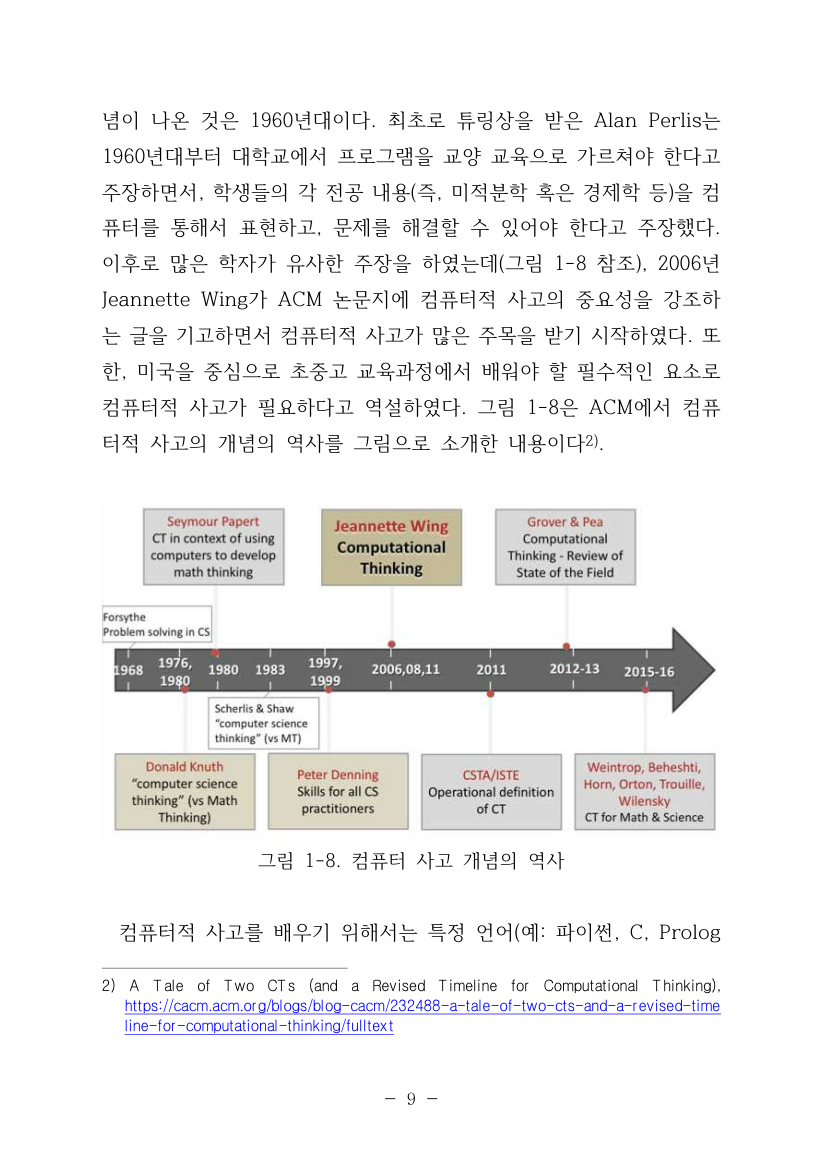 념이 나온 것은 1960년대이다. 최초로 튜링상을 받은 Alan Perlis는
1960년대부터 대학교에서 프로그램을 교양 교육으로 가르쳐야 한다고
주장하면서, 학생들의 각 전공 내용(즉, 미적분학 혹은 경제학 등)을 컴
퓨터를 통해서 표현하고, 문제를 해결할 수 있어야 한다고 주장했다.
이후로 많은 학자가 유사한 주장을 하였는데(그림 1-8 참조), 2006년
Jeannette Wing가 ACM 논문지에 컴퓨터적 사고의 중요성을 강조하
는 글을 기고하면서 컴퓨터적 사고가 많은 주목을 받기 시작하였다. 또
한, 미국을 중심으로 초중고 교육과정에서 배워야 할 필수적인 요소로
컴퓨터적 사고가 필요하다고 역설하였다. 그림 1-8은 ACM에서 컴퓨
터적 사고의 개념의 역사를 그림으로 소개한 내용이다2).
Seymour Papert
CT in context of using
computers to develop
math thinking
Jeannette Wing
Computational
Thinking
Grover & Pea
Computational
Thinking - Review of
State of the Field
Forsythe
Problem solving in CS
1968
1976,
1980
1980
1983
1997,
1999
2006,08,11
2011
2012-13
2015-16
Scherlis & Shaw
"computer science
thinking" (vs MT)
Donald Knuth
"computer science
thinking" (vs Math
Thinking)
Peter Denning
Skills for all CS
practitioners
CSTA/ISTE
Operational definition
of CT
Weintrop, Beheshti,
Horn, Orton, Trouille,
Wilensky
CT for Math & Science
그림 1-8. 컴퓨터 사고 개념의 역사
컴퓨터적 사고를 배우기 위해서는 특정 언어(예: 파이썬, C, Prolog
2) A Tale of Two CTs (and a Revised Timeline for Computational Thinking),
https://cacm.acm.org/blogs/blog-cacm/232488-a-tale-of-two-cts-and-a-revised-time
line-for-computational-thinking/fulltext
- 9 -